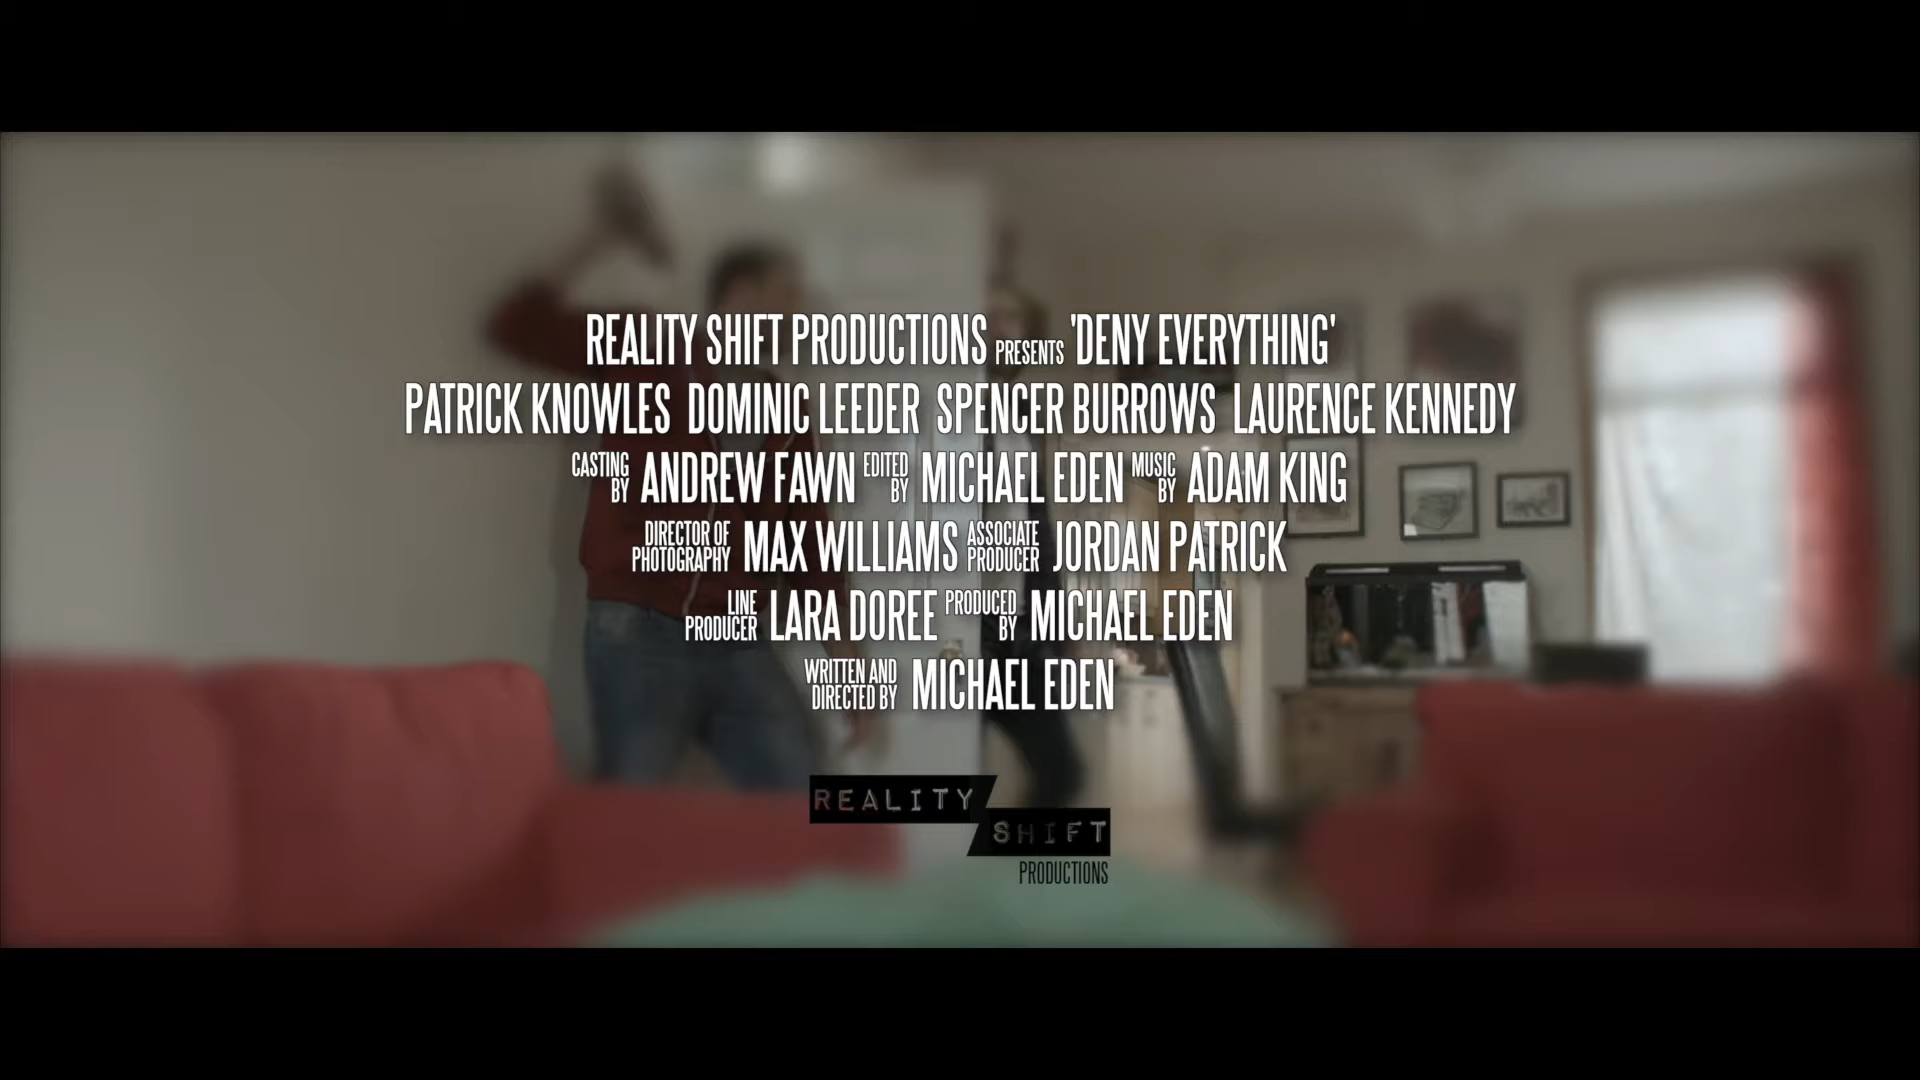 REALITY SHIFT PRODUCTIONS PRESENTS 'DENY EVERYTHING'
PATRICK KNOWLES DOMINIC LEEDER SPENCER BURROWS LAURENCE KENNEDY
CASTING BY ANDREW FAWN EDITED BY MICHAEL EDEN MUSIC BY ADAM KING
DIRECTOR OF PHOTOGRAPHY MAX WILLIAMS ASSOCIATE PRODUCER JORDAN PATRICK
LINE PRODUCER LARA DOREE PRODUCED BY MICHAEL EDEN
WRITTEN AND DIRECTED BY MICHAEL EDEN
REALITY
SHIFT
PRODUCTIONS